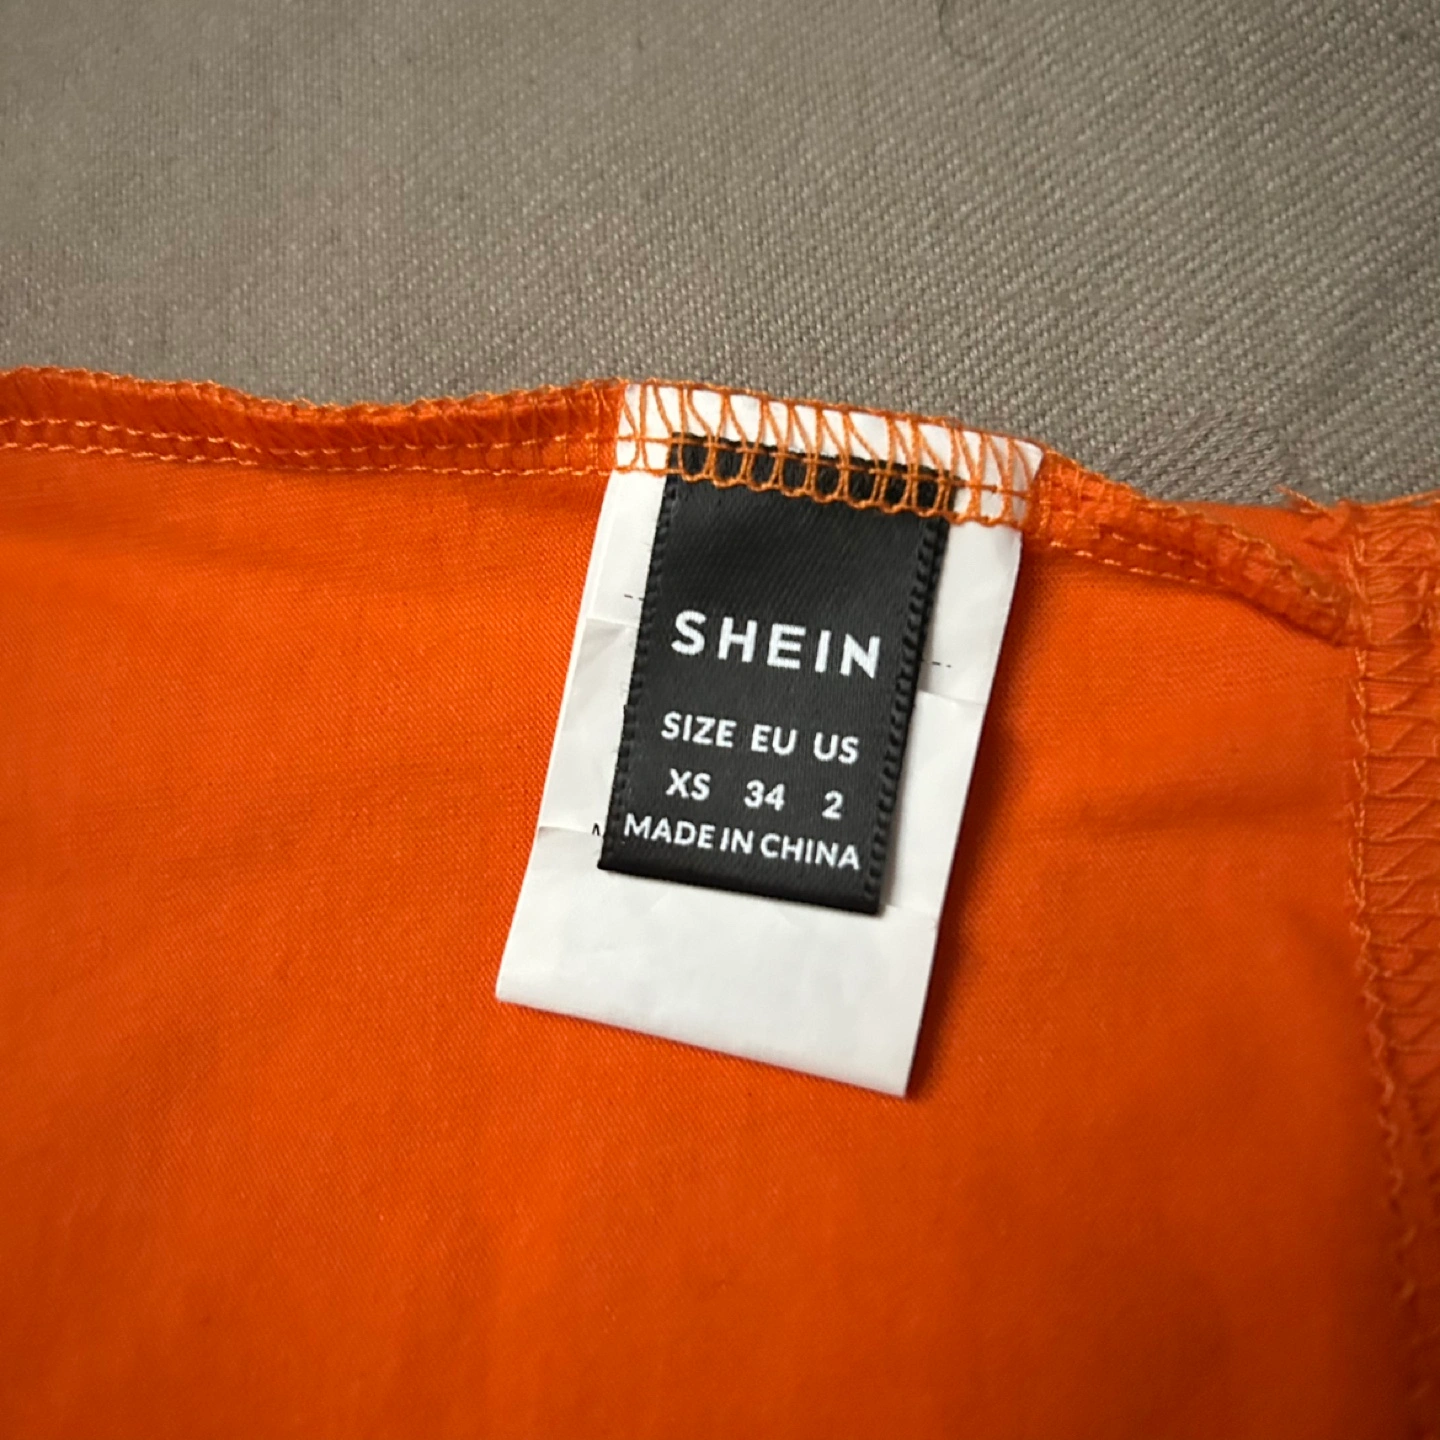 SHEIN
SIZE EU US
XS 34 2
MADE IN CHINA